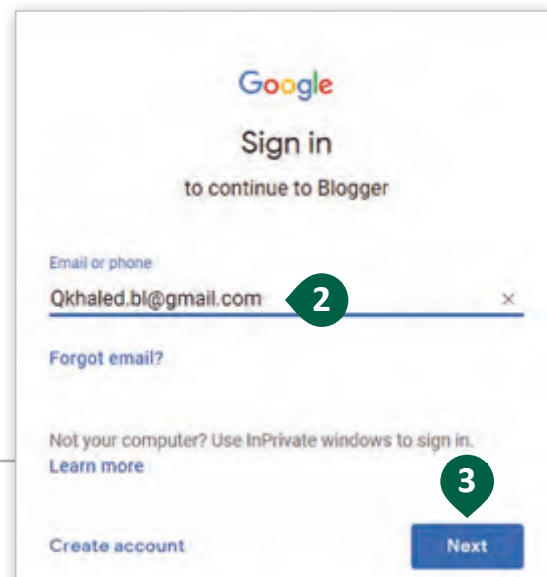 Google
Sign in
to continue to Blogger
Email or phone
Qkhaled.bl@gmail.com 2 ×
Forgot email?
Not your computer? Use InPrivate windows to sign in.
Learn more
3
Create account Next